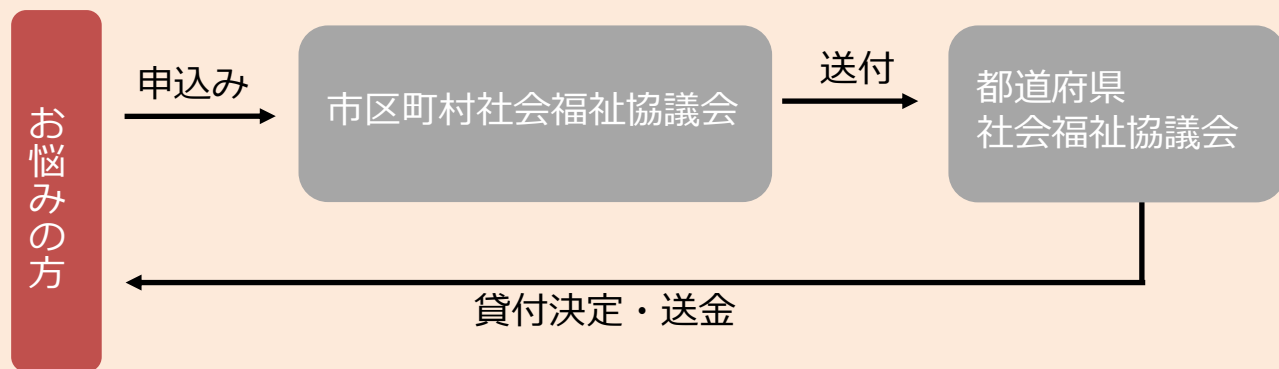 お悩みの方
申込み
市区町村社会福祉協議会
送付
都道府県
社会福祉協議会
貸付決定・送金